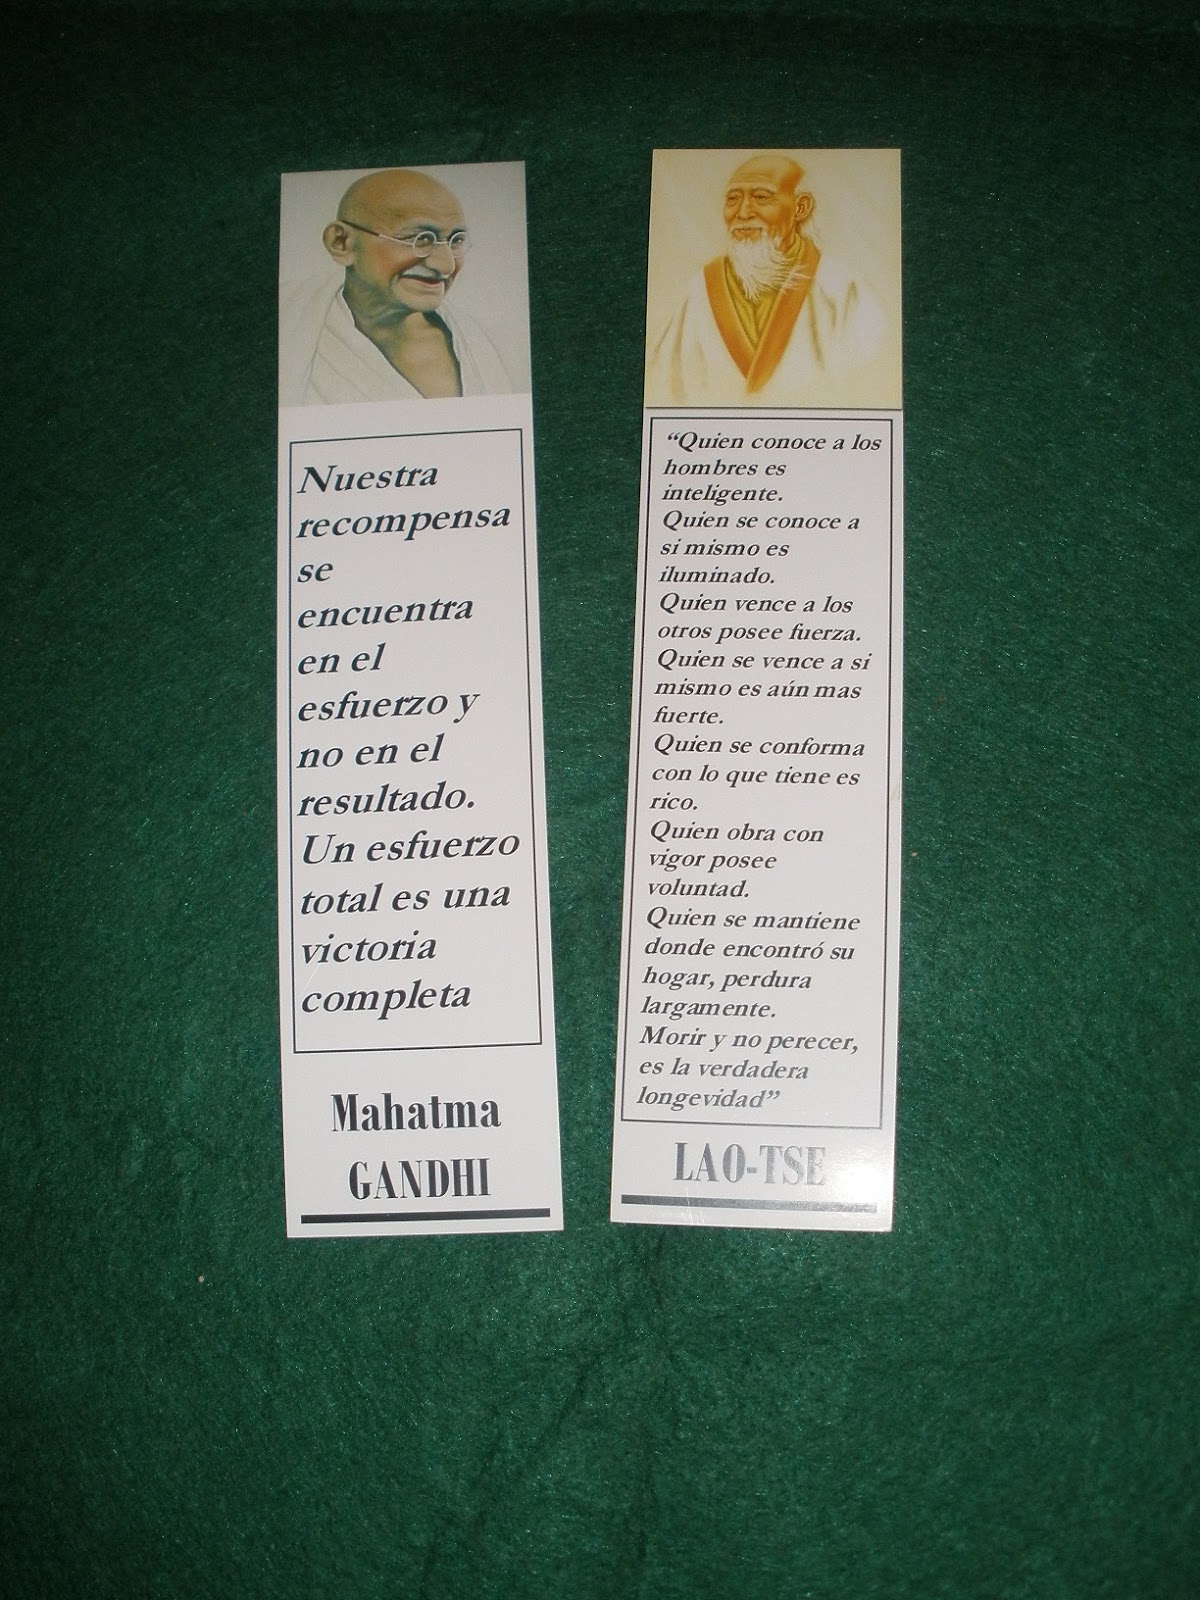 Nuestra
recompensa
se
encuentra
en el
esfuerzo y
no en el
resultado.
Un esfuerzo
total es una
victoria
completa
Mahatma
GANDHI
“Quien conoce a los
hombres es
inteligente.
Quien se conoce a
si mismo es
iluminado.
Quien vence a los
otros posee fuerza.
Quien se vence a si
mismo es aún mas
fuerte.
Quien se conforma
con lo que tiene es
rico.
Quien obra con
vigor posee
voluntad.
Quien se mantiene
donde encontró su
hogar, perdura
largamente.
Morir y no perecer,
es la verdadera
longevidad”
LAO-TSE